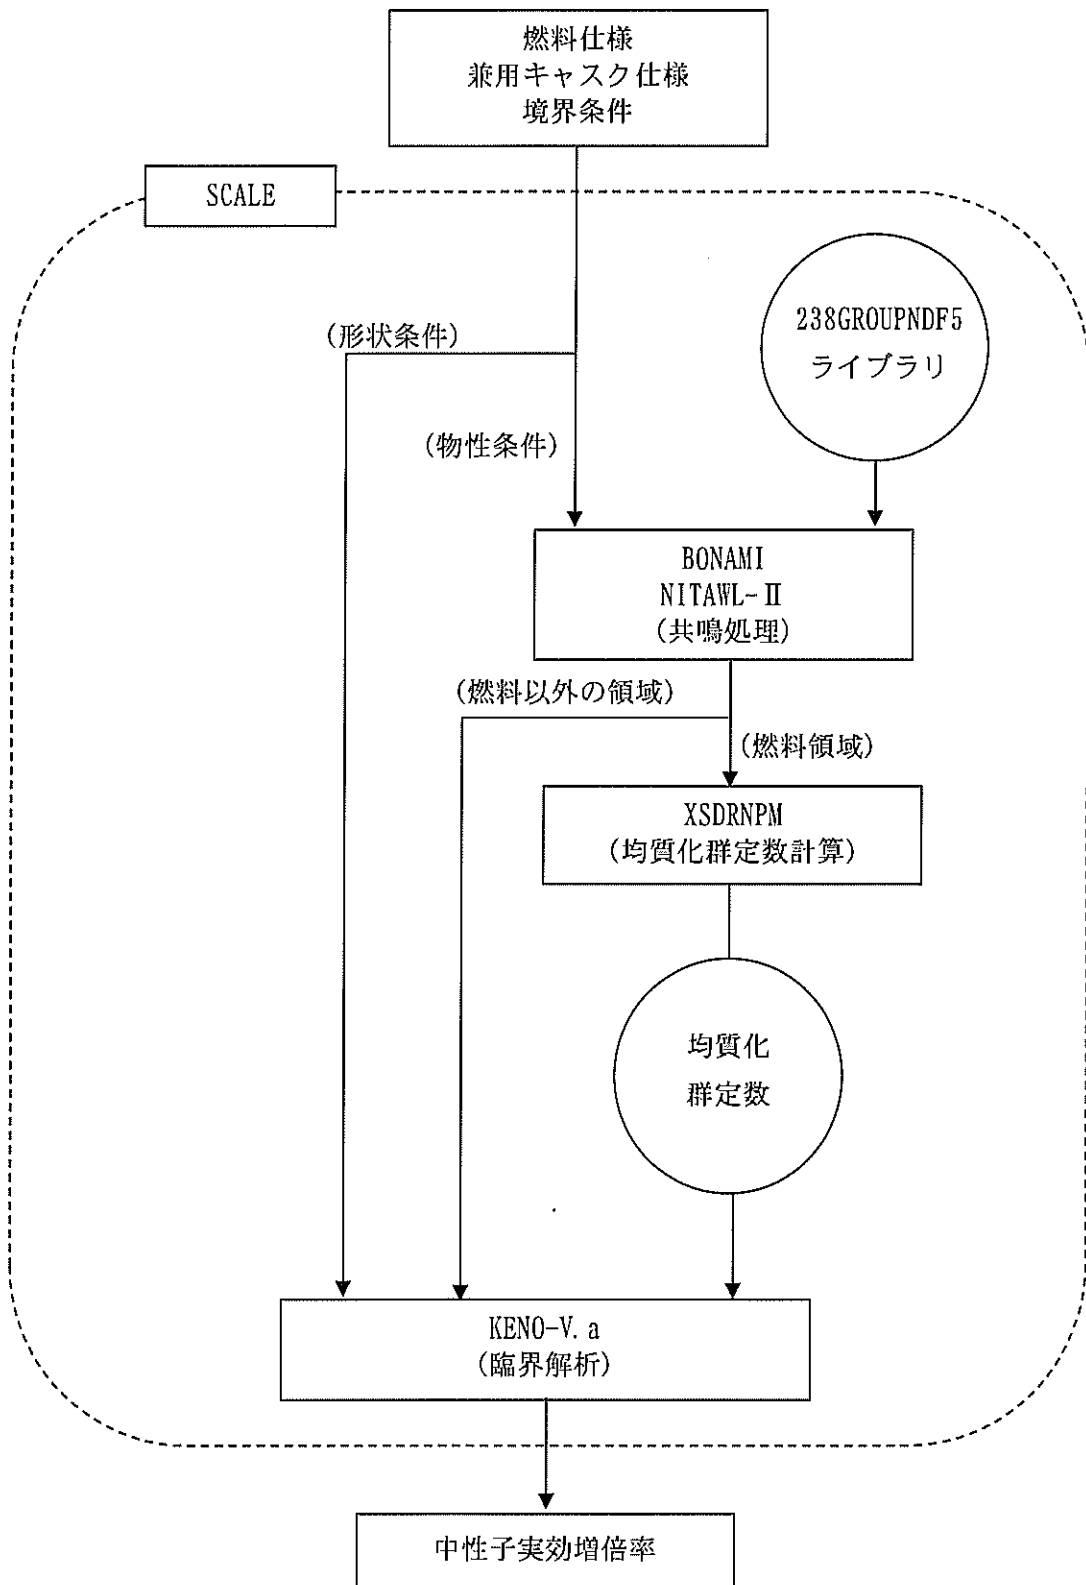 燃料仕様
兼用キャスク仕様
境界条件
SCALE
238GROUPNDF5
ライブラリ
(形状条件)
(物性条件)
BONAMI
NITAWL-Ⅱ
(共鳴処理)
(燃料以外の領域)
(燃料領域)
XSDRNPM
(均質化群定数計算)
均質化
群定数
KENO-V.a
(臨界解析)
中性子実効増倍率